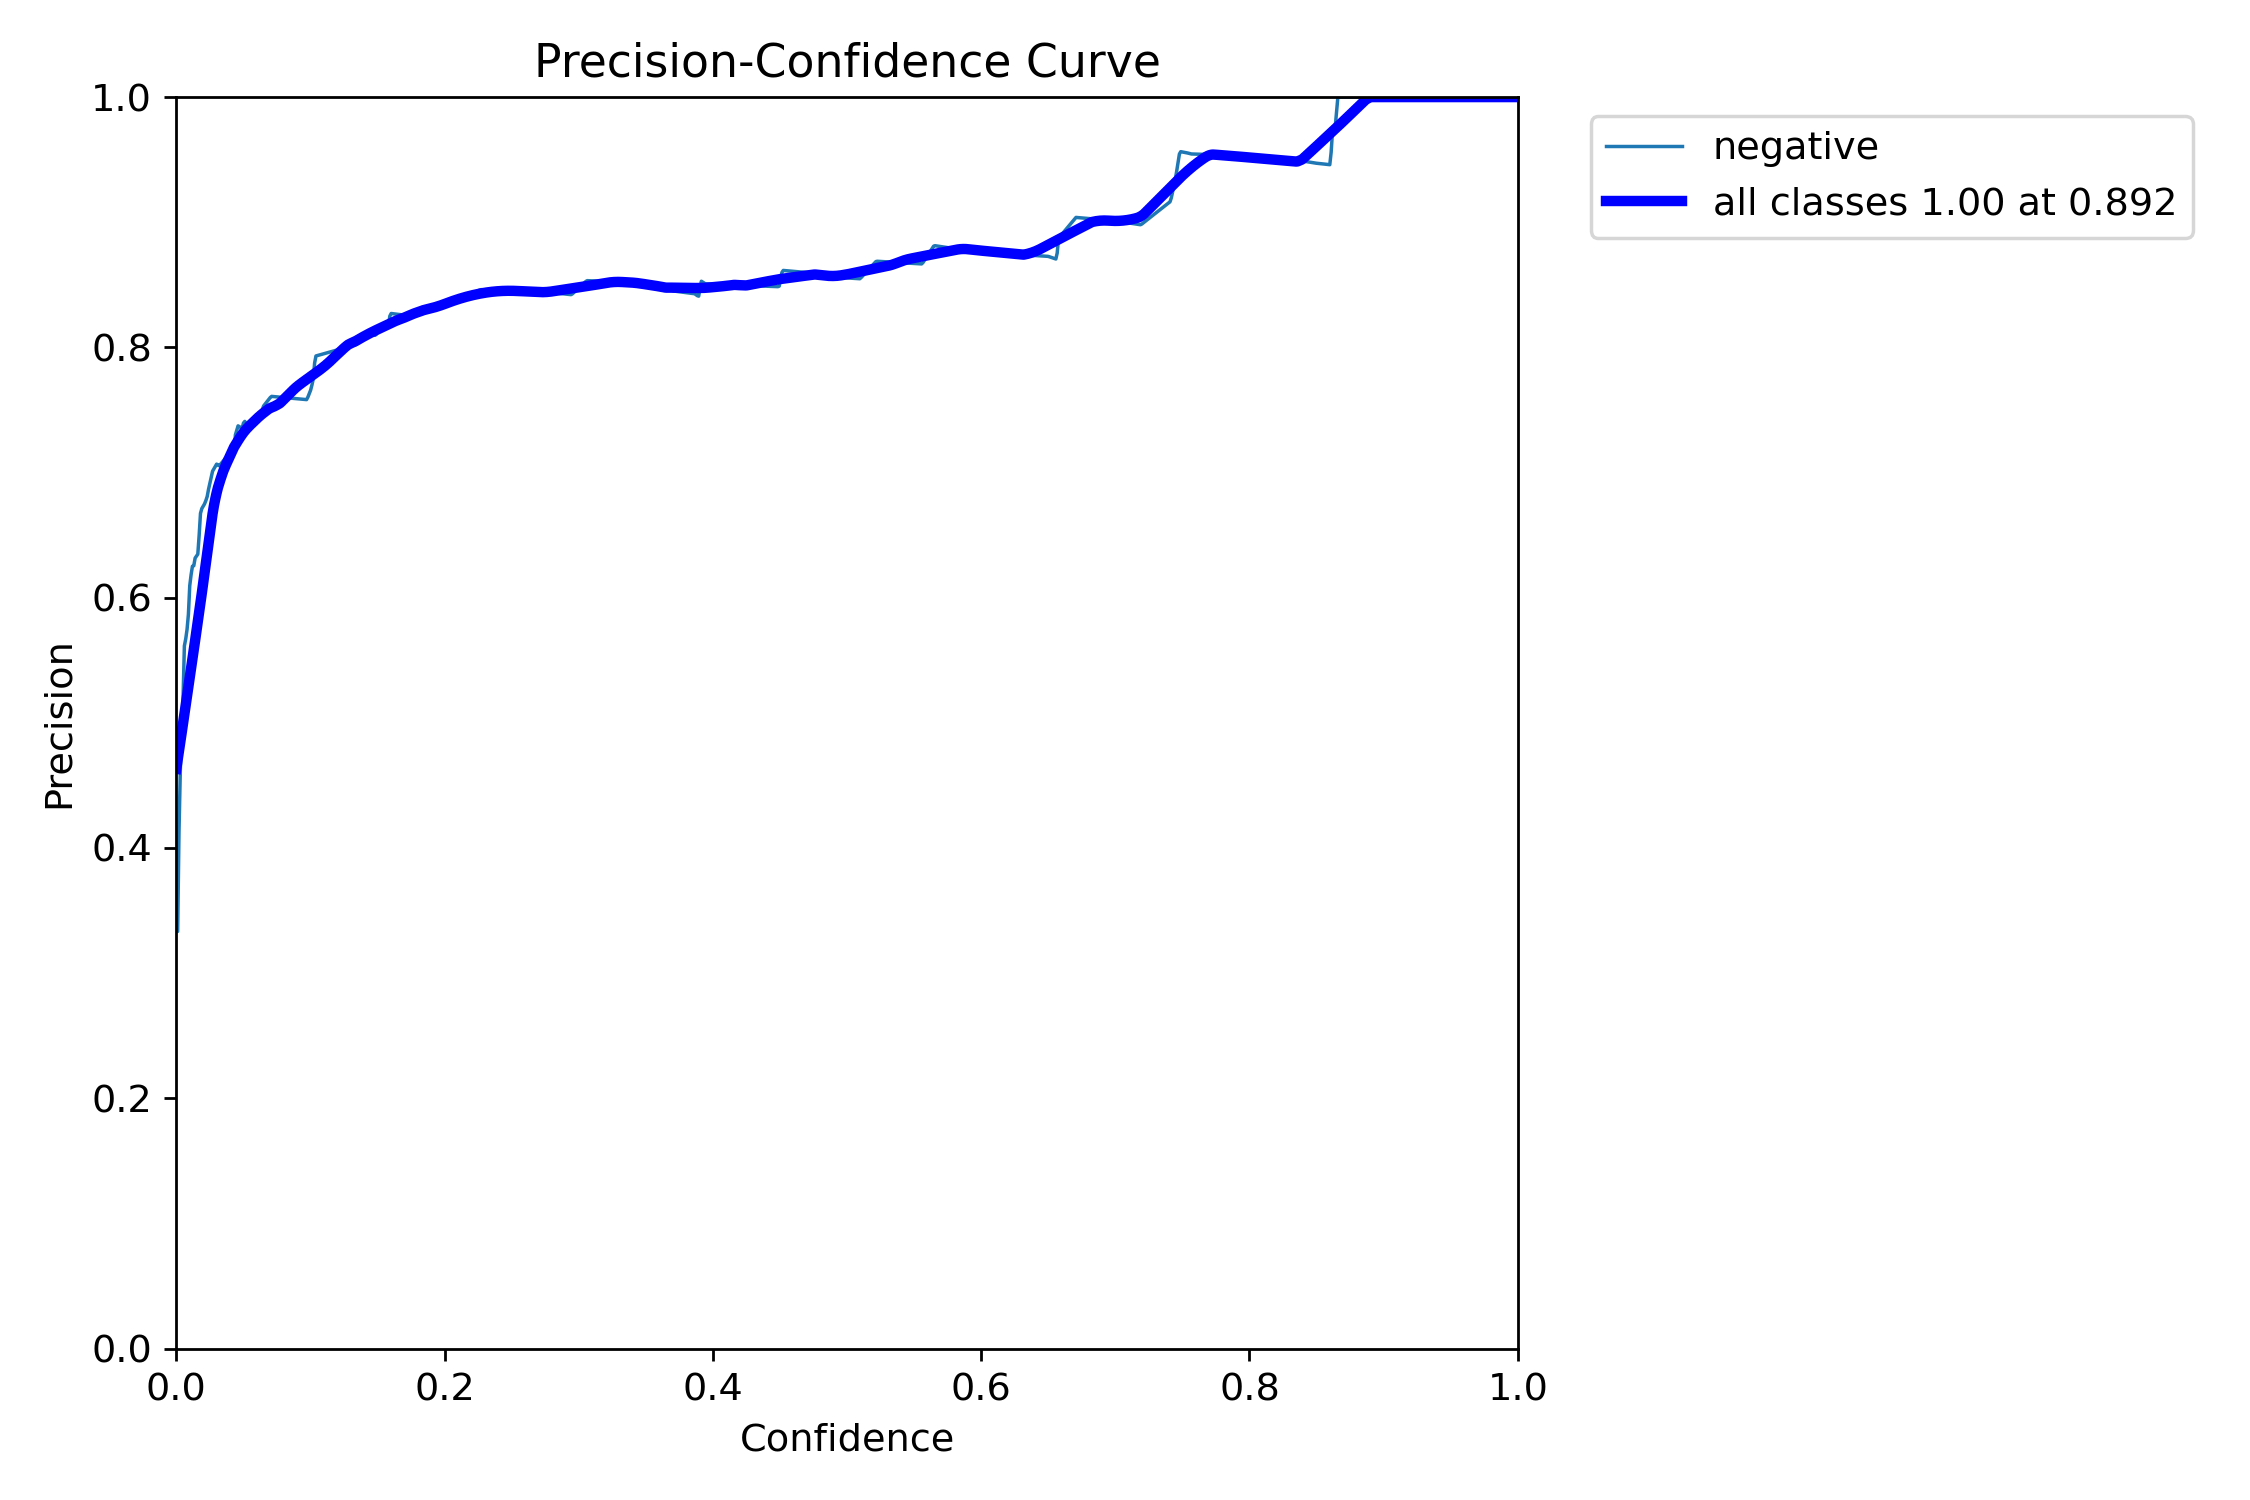 Precision-Confidence Curve
1.0
0.8
0.6
0.4
0.2
0.0
Precision
0.0 0.2 0.4 0.6 0.8 1.0
Confidence
negative
all classes 1.00 at 0.892